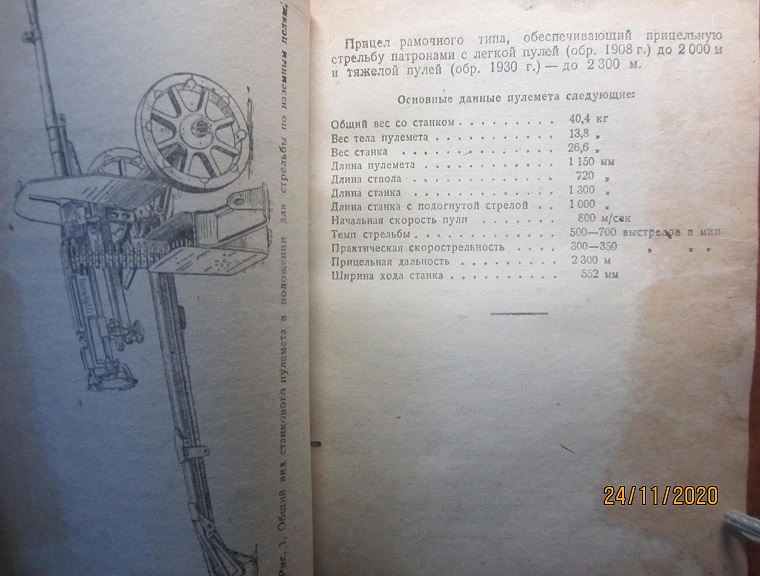 Рис. 1. Общий вид станкового пулемета в положении для стрельбы по наземным целям.
Прицел рамочного типа, обеспечивающий прицельную
стрельбу патронами с легкой пулей (обр. 1908 г.) до 2 000 м
и тяжелой пулей (обр. 1930 г.) — до 2 300 м.
Основные данные пулемета следующие:
Общий вес со станком . . . . . . . . . 40,4 кг
Вес тела пулемета . . . . . . . . . . . 13,8 „
Вес станка . . . . . . . . . . . . . . 26,6 „
Длина пулемета . . . . . . . . . . . . 1 150 мм
Длина ствола . . . . . . . . . . . . . 720 „
Длина станка . . . . . . . . . . . . . 1 300 „
Длина станка с подогнутой стрелой . . 1 000 „
Начальная скорость пули . . . . . . . 800 м/сек
Темп стрельбы . . . . . . . . . . . . 500—700 выстрелов в мин.
Практическая скорострельность . . . . 300—350 „ „ „
Прицельная дальность . . . . . . . . . 2 300 м
Ширина хода станка . . . . . . . . . . 552 мм
24/11/2020